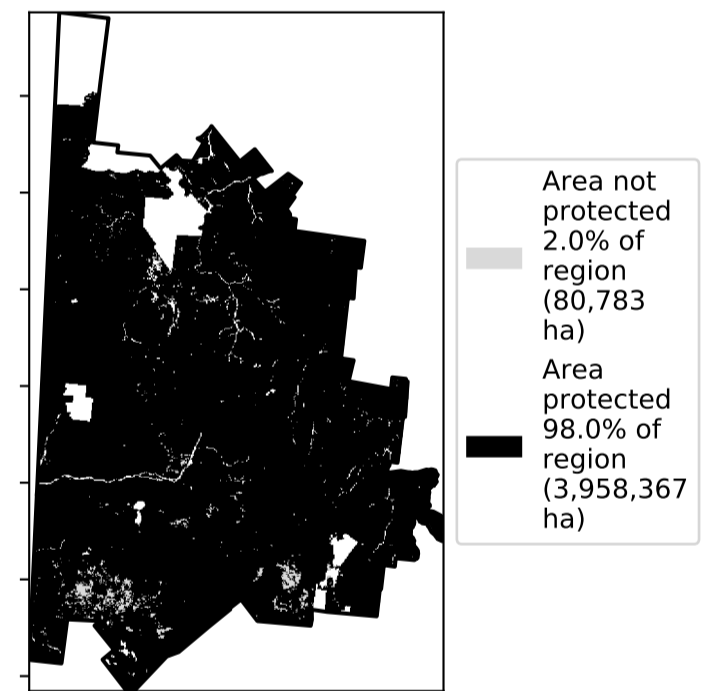 Area not
protected
2.0% of
region
(80,783
ha)
Area
protected
98.0% of
region
(3,958,367
ha)